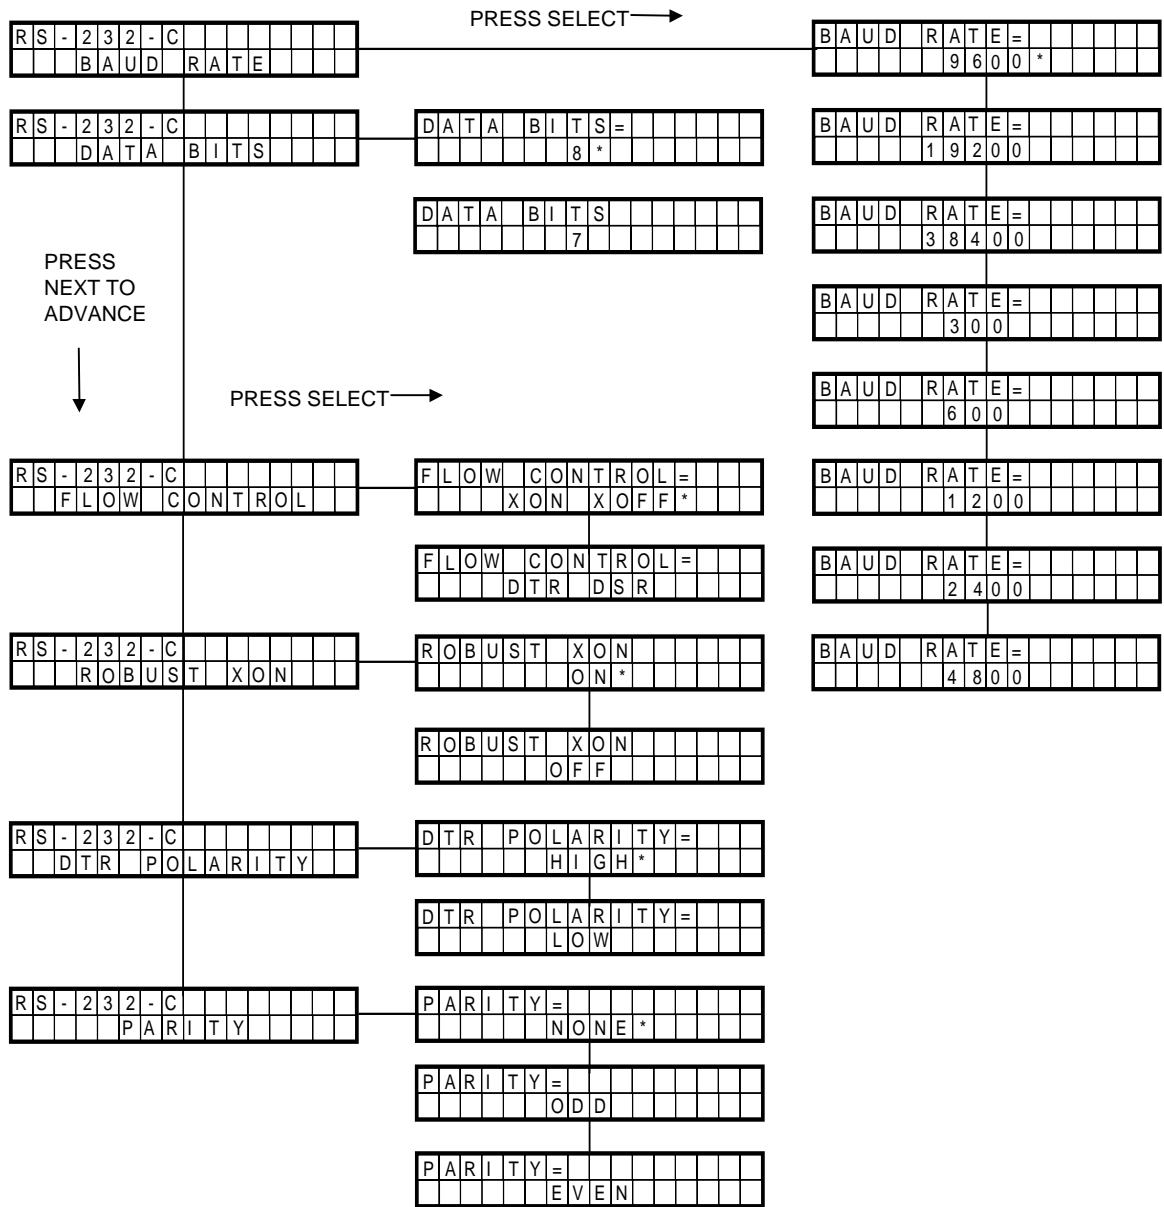 PRESS SELECT
RS-232-C
BAUD RATE
BAUD RATE=
9600*
RS-232-C
DATA BITS
DATA BITS=
8*
BAUD RATE=
19200
DATA BITS
7
BAUD RATE=
38400
PRESS
NEXT TO
ADVANCE
BAUD RATE=
300
PRESS SELECT
BAUD RATE=
600
RS-232-C
FLOW CONTROL
FLOW CONTROL=
XON XOFF*
BAUD RATE=
1200
FLOW CONTROL=
DTR DSR
BAUD RATE=
2400
RS-232-C
ROBUST XON
ROBUST XON
ON*
BAUD RATE=
4800
ROBUST XON
OFF
RS-232-C
DTR POLARITY
DTR POLARITY=
HIGH*
DTR POLARITY=
LOW
RS-232-C
PARITY
PARITY=
NONE*
PARITY=
ODD
PARITY=
EVEN